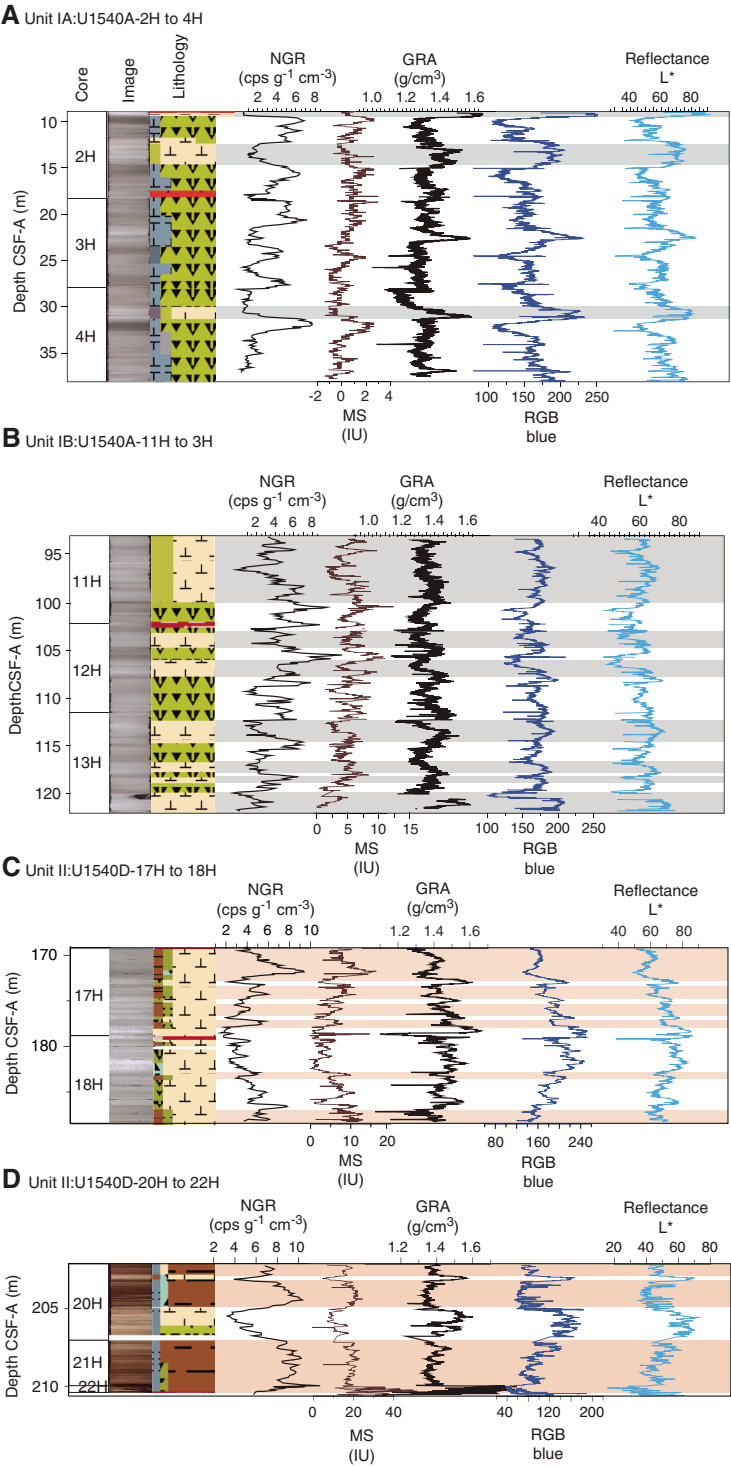 A Unit IA:U1540A-2H to 4H
Core
Image
Lithology
NGR
(cps g-1 cm-3)
2 4 6 8
GRA
(g/cm3)
1.0 1.2 1.4 1.6
Reflectance
L*
40 60 80
Depth CSF-A (m)
10
15
20
25
30
35
2H
3H
4H
-2 0 2 4
MS
(IU)
100 150 200 250
RGB
blue
B Unit IB:U1540A-11H to 3H
NGR
(cps g-1 cm-3)
2 4 6 8
GRA
(g/cm3)
1.0 1.2 1.4 1.6
Reflectance
L*
40 60 80
DepthCSF-A (m)
95
100
105
110
115
120
11H
12H
13H
0 5 10 15
MS
(IU)
100 150 200 250
RGB
blue
C Unit II:U1540D-17H to 18H
NGR
(cps g-1 cm-3)
2 4 6 8 10
GRA
(g/cm3)
1.2 1.4 1.6
Reflectance
L*
40 60 80
Depth CSF-A (m)
170
180
17H
18H
0 10 20
MS
(IU)
80 160 240
RGB
blue
D Unit II:U1540D-20H to 22H
NGR
(cps g-1 cm-3)
2 4 6 8 10
GRA
(g/cm3)
1.2 1.4 1.6
Reflectance
L*
20 40 60 80
Depth CSF-A (m)
205
210
20H
21H
22H
0 20 40
MS
(IU)
40 120 200
RGB
blue